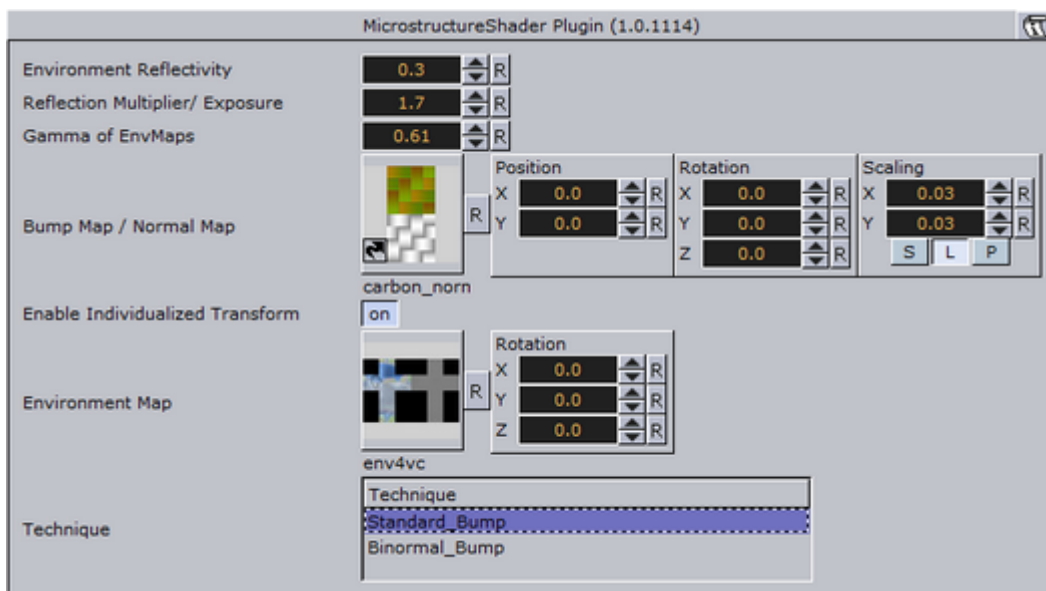 MicrostructureShader Plugin (1.0.1114)
Environment Reflectivity 0.3 R
Reflection Multiplier/ Exposure 1.7 R
Gamma of EnvMaps 0.61 R
Bump Map / Normal Map R
carbon_norn
Position
X 0.0 R
Y 0.0 R
Rotation
X 0.0 R
Y 0.0 R
Z 0.0 R
Scaling
X 0.03 R
Y 0.03 R
S L P
Enable Individualized Transform on
Environment Map R
env4vc
Rotation
X 0.0 R
Y 0.0 R
Z 0.0 R
Technique
Technique
Standard_Bump
Binormal_Bump